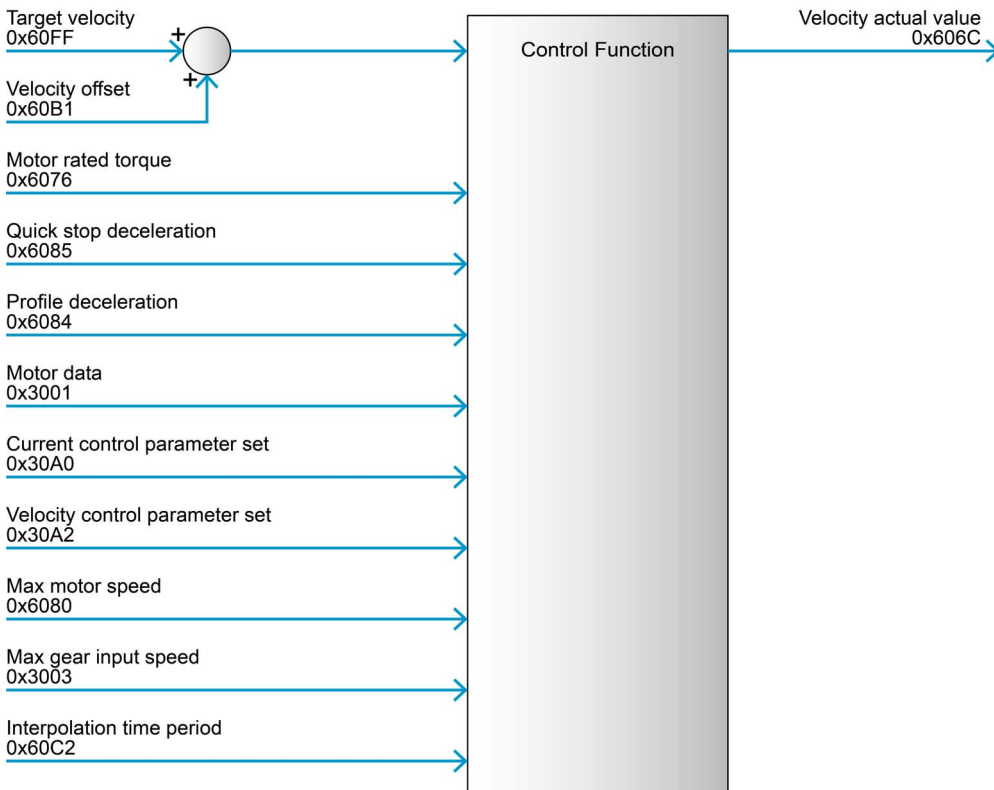 Target velocity
0x60FF
+
+
Velocity offset
0x60B1
Motor rated torque
0x6076
Quick stop deceleration
0x6085
Profile deceleration
0x6084
Motor data
0x3001
Current control parameter set
0x30A0
Velocity control parameter set
0x30A2
Max motor speed
0x6080
Max gear input speed
0x3003
Interpolation time period
0x60C2
Control Function
Velocity actual value
0x606C